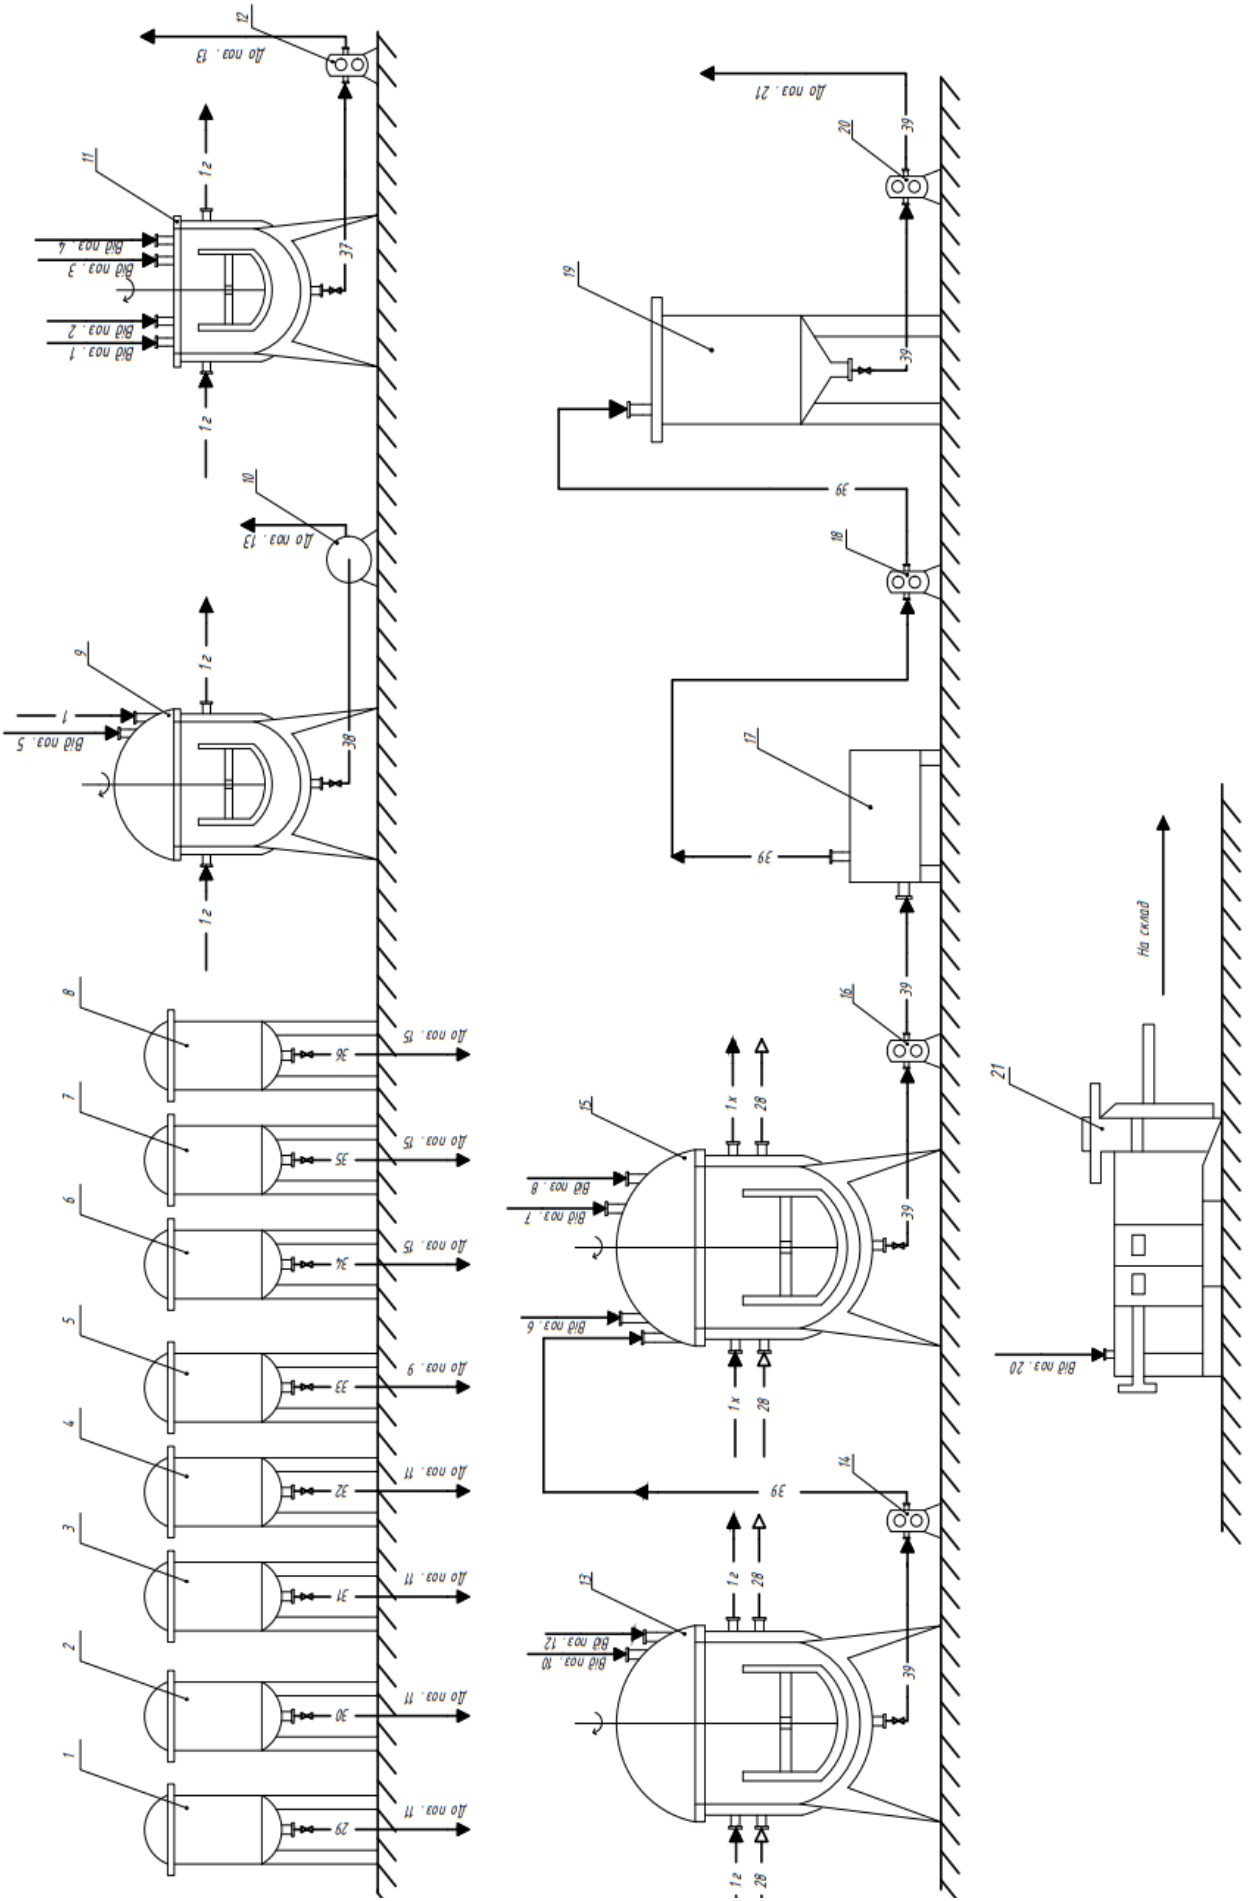 1
2
3
4
5
6
7
8
29
30
31
32
33
34
35
36
До поз. 11
До поз. 11
До поз. 11
До поз. 11
До поз. 9
До поз. 15
До поз. 15
До поз. 15
9
Від поз. 5
1
1г
1г
38
10
До поз. 13
11
Від поз. 1
Від поз. 2
Від поз. 3
Від поз. 4
1г
1г
37
12
До поз. 13
13
Від поз. 10
Від поз. 12
1г
28
1г
28
39
14
39
15
Від поз. 6
Від поз. 7
Від поз. 8
1х
28
1х
28
39
16
39
17
39
18
39
19
39
39
20
39
До поз. 21
21
Від поз. 20
На склад